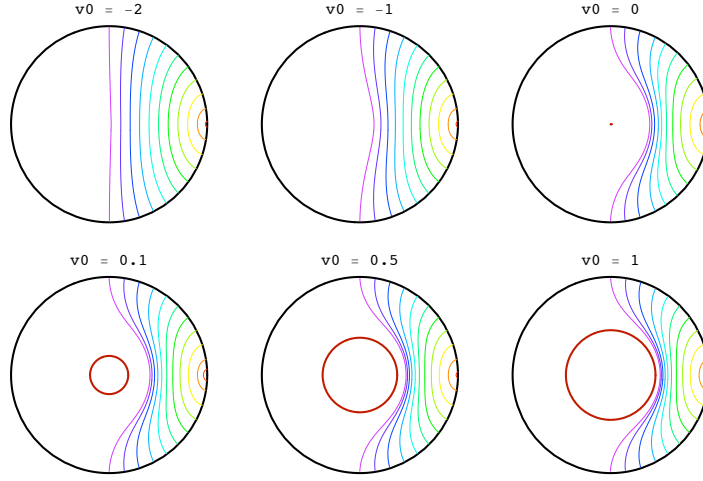 v0 = -2
v0 = -1
v0 = 0
v0 = 0.1
v0 = 0.5
v0 = 1